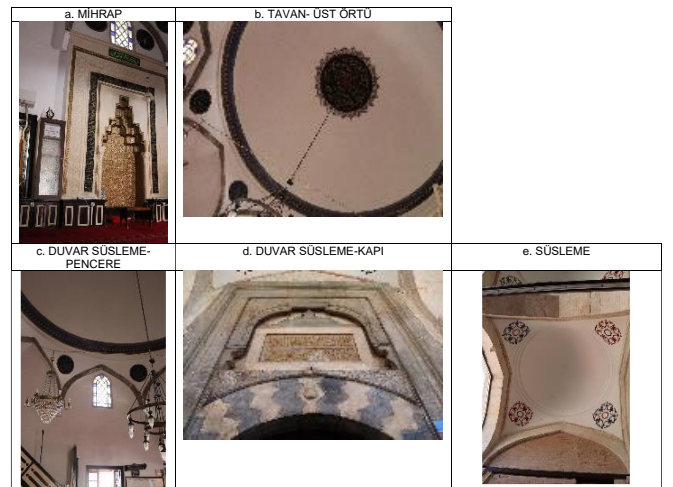 a. MİHRAP
b. TAVAN- ÜST ÖRTÜ
c. DUVAR SÜSLEME-
PENCERE
d. DUVAR SÜSLEME-KAPI
e. SÜSLEME